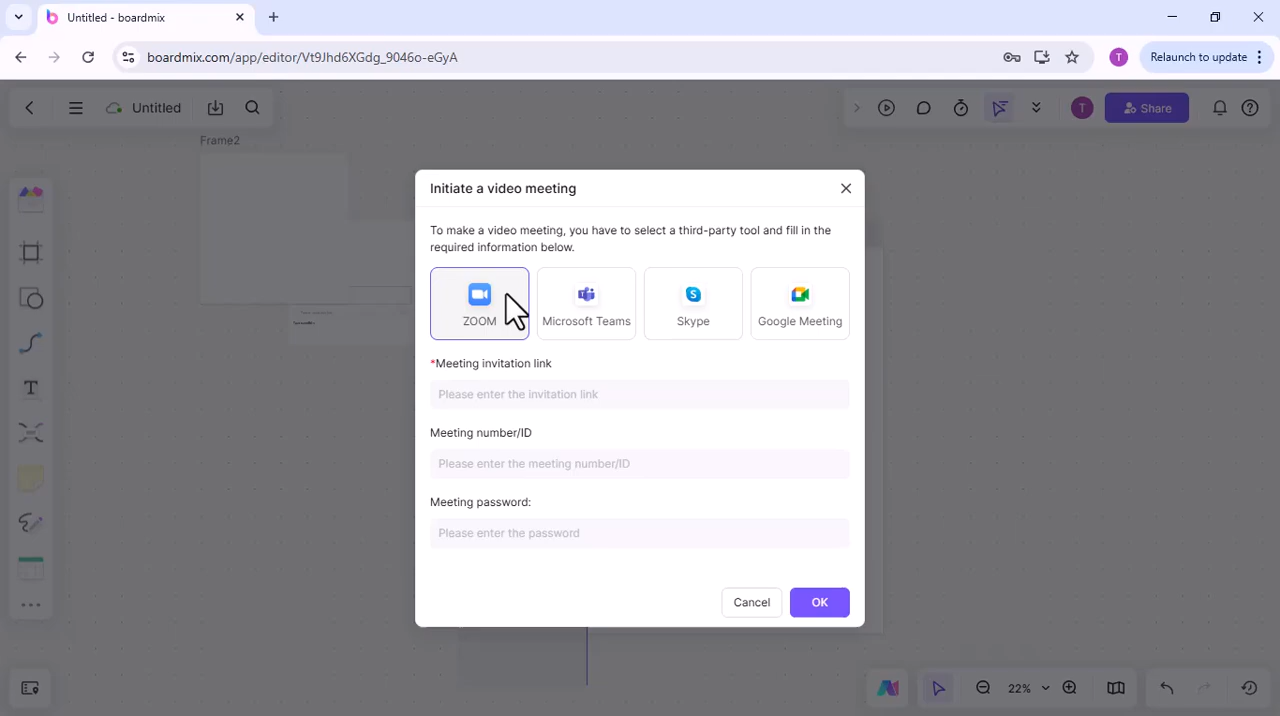 Untitled - boardmix
boardmix.com/app/editor/Vt9Jhd6XGdg_9046o-eGyA
T
Relaunch to update
Untitled
T
Share
Frame2
Initiate a video meeting
To make a video meeting, you have to select a third-party tool and fill in the
required information below.
ZOOM
Microsoft Teams
Skype
Google Meeting
*Meeting invitation link
Please enter the invitation link
Meeting number/ID
Please enter the meeting number/ID
Meeting password:
Please enter the password
Cancel
OK
22%